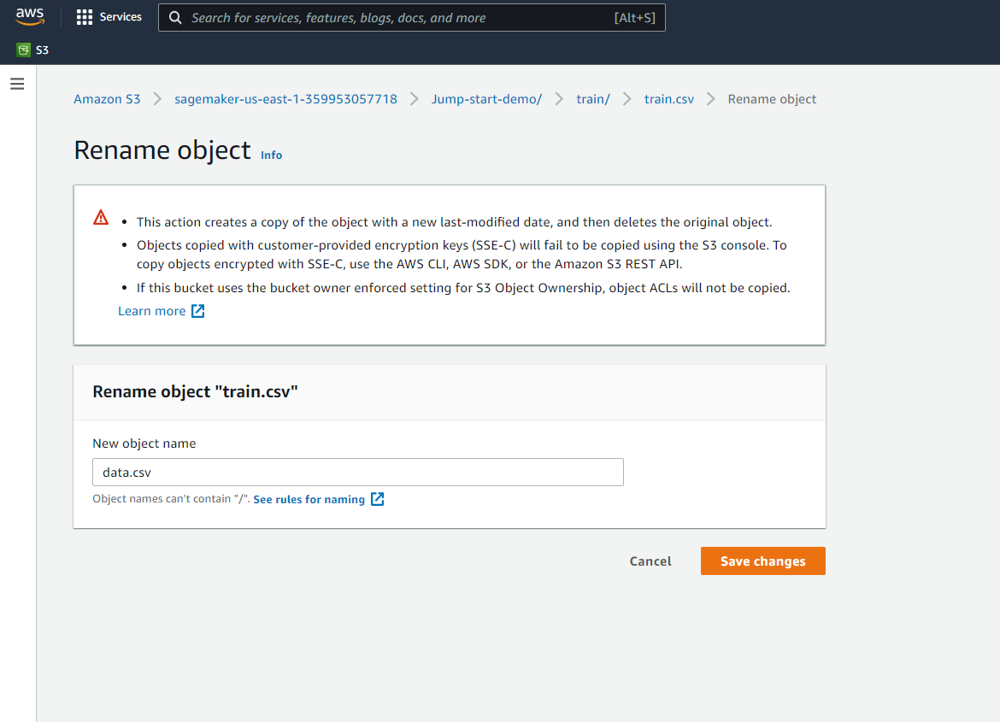 aws
Services
Search for services, features, blogs, docs, and more [Alt+S]
S3
Amazon S3 > sagemaker-us-east-1-359953057718 > Jump-start-demo/ > train/ > train.csv > Rename object
Rename object Info
• This action creates a copy of the object with a new last-modified date, and then deletes the original object.
• Objects copied with customer-provided encryption keys (SSE-C) will fail to be copied using the S3 console. To
copy objects encrypted with SSE-C, use the AWS CLI, AWS SDK, or the Amazon S3 REST API.
• If this bucket uses the bucket owner enforced setting for S3 Object Ownership, object ACLs will not be copied.
Learn more
Rename object "train.csv"
New object name
data.csv
Object names can't contain "/". See rules for naming
Cancel
Save changes